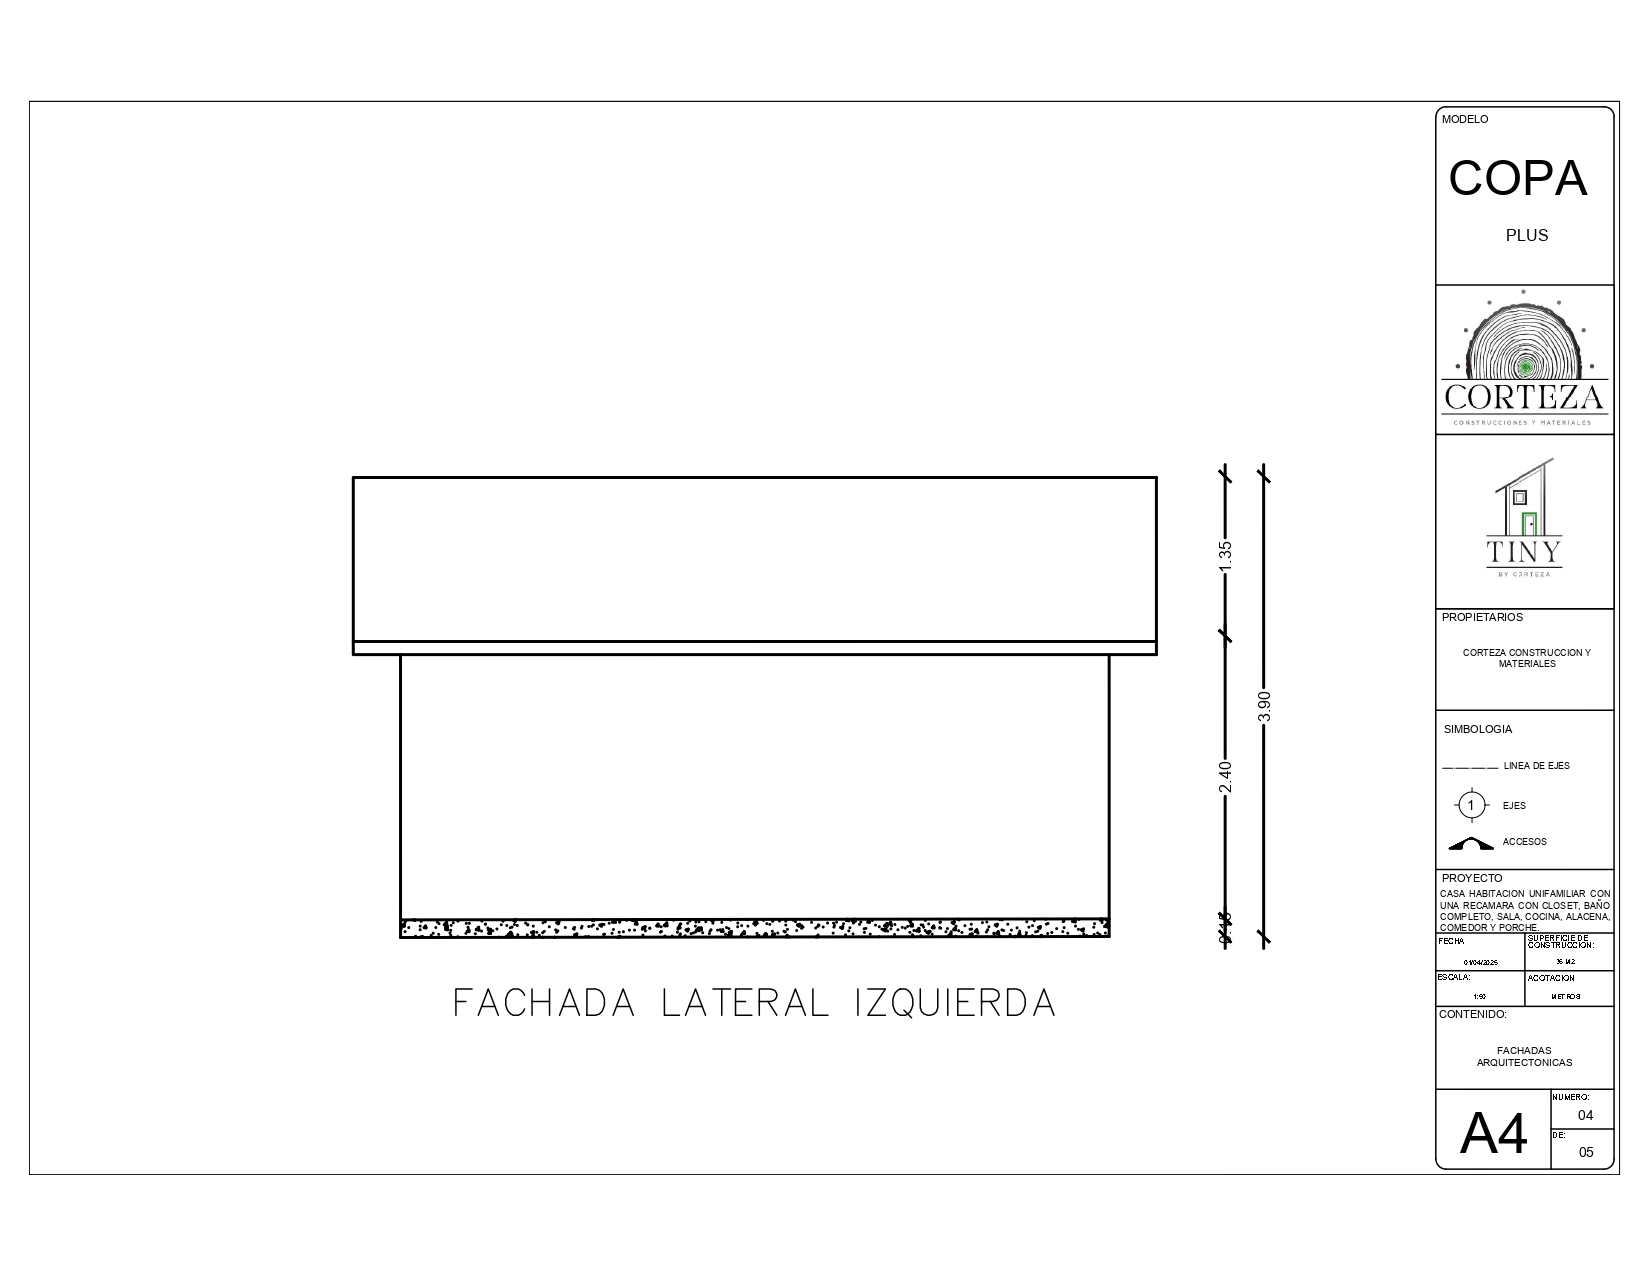 MODELO
COPA
PLUS
CORTEZA
CONSTRUCCIONES Y MATERIALES
TINY
BY CORTEZA
PROPIETARIOS
CORTEZA CONSTRUCCION Y
MATERIALES
SIMBOLOGIA
LINEA DE EJES
1
EJES
ACCESOS
PROYECTO
CASA HABITACION UNIFAMILIAR CON
UNA RECAMARA CON CLOSET, BAÑO
COMPLETO, SALA, COCINA, ALACENA,
COMEDOR Y PORCHE.
FECHA
01/04/2025
SUPERFICIE DE
CONSTRUCCION:
36 M2
ESCALA:
ACOTACION
METROS
CONTENIDO:
FACHADAS
ARQUITECTONICAS
A4
NUMERO:
04
DE:
05
1.35
2.40
3.90
FACHADA LATERAL IZQUIERDA